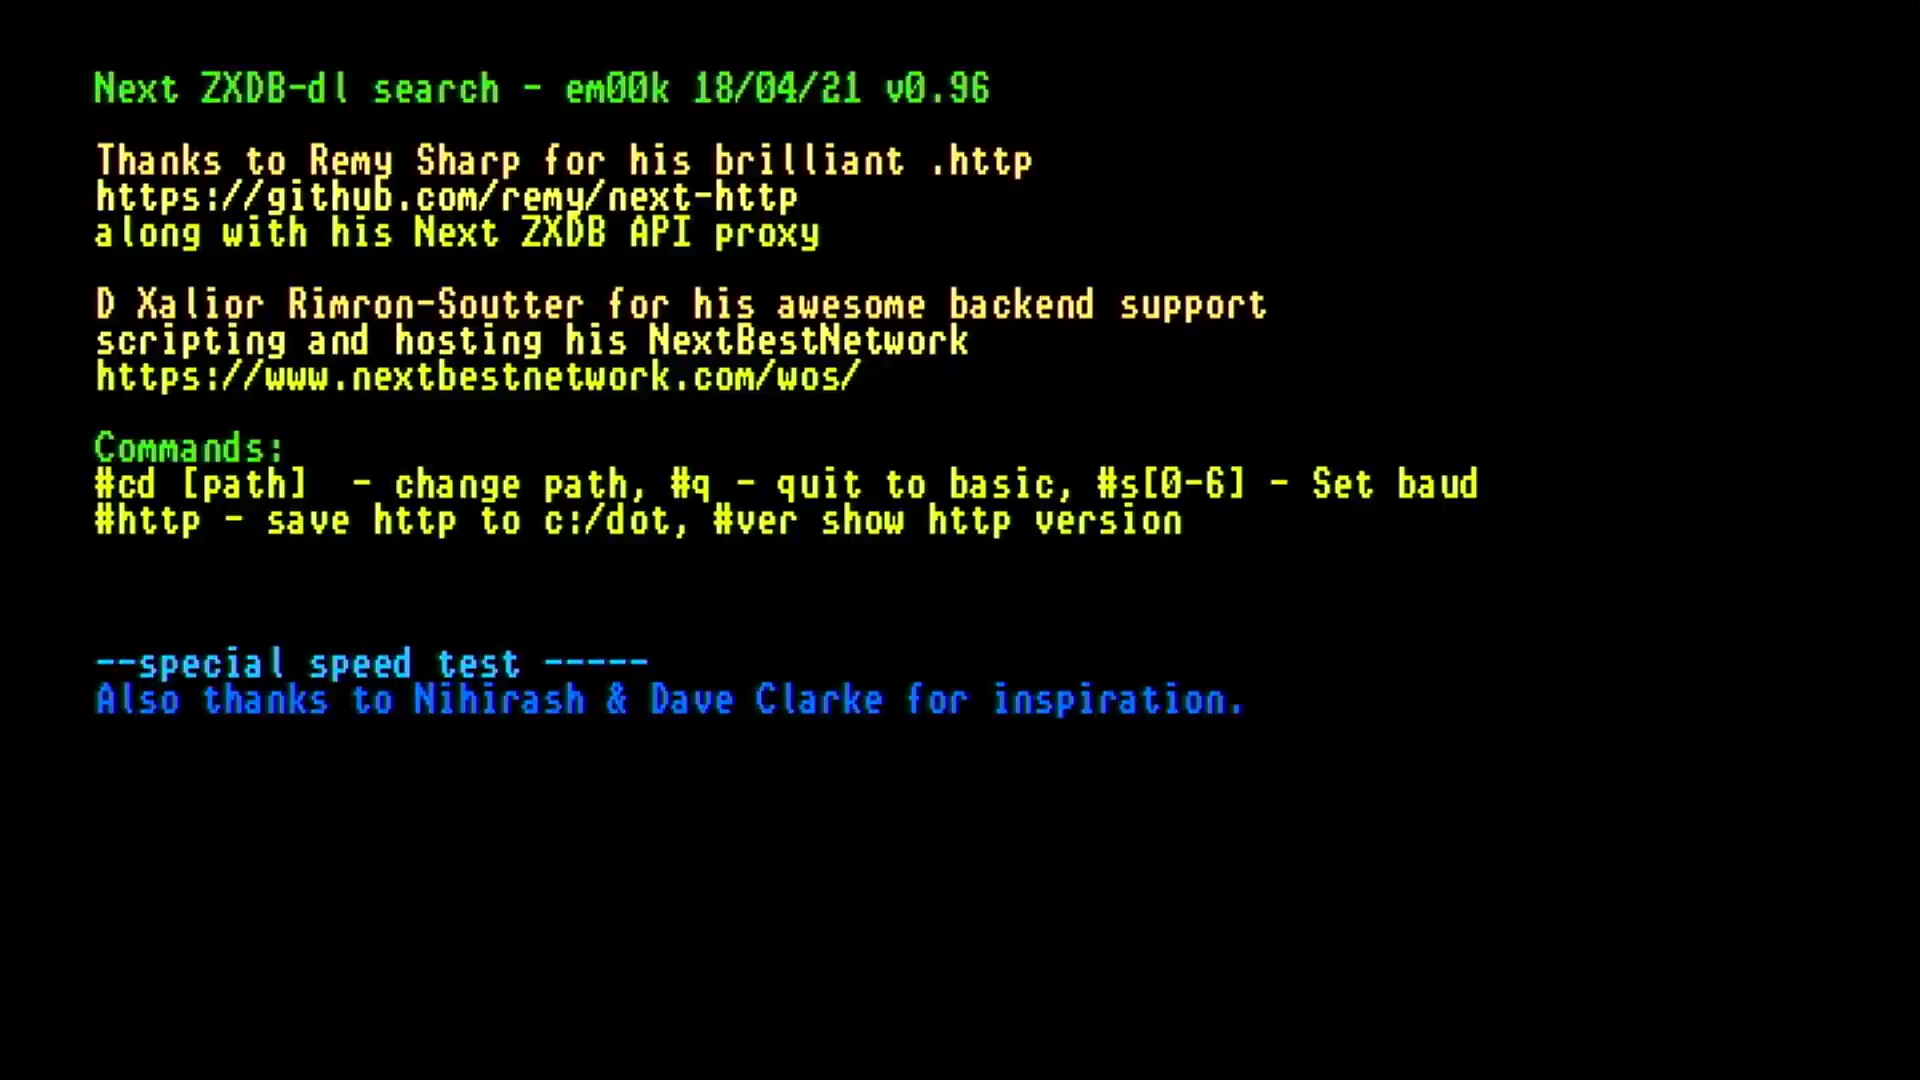 Next ZXDB-dl search - em00k 18/04/21 v0.96
Thanks to Remy Sharp for his brilliant .http
https://github.com/remy/next-http
along with his Next ZXDB API proxy
D Xalior Rimron-Soutter for his awesome backend support
scripting and hosting his NextBestNetwork
https://www.nextbestnetwork.com/wos/
Commands:
#cd [path]  - change path, #q - quit to basic, #s[0-6] - Set baud
#http - save http to c:/dot, #ver show http version
--special speed test -----
Also thanks to Nihirash & Dave Clarke for inspiration.